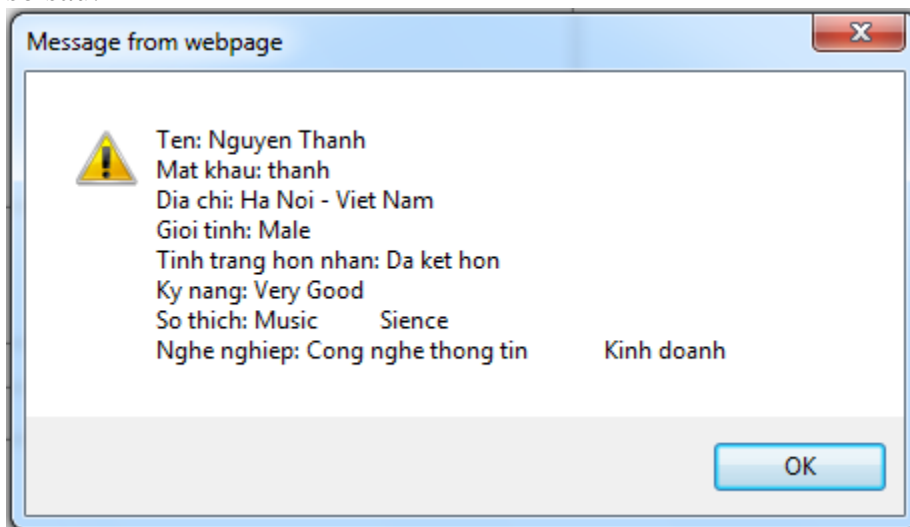 Message from webpage
Ten: Nguyen Thanh
Mat khau: thanh
Dia chi: Ha Noi - Viet Nam
Gioi tinh: Male
Tinh trang hon nhan: Da ket hon
Ky nang: Very Good
So thich: Music Sience
Nghe nghiep: Cong nghe thong tin Kinh doanh
OK